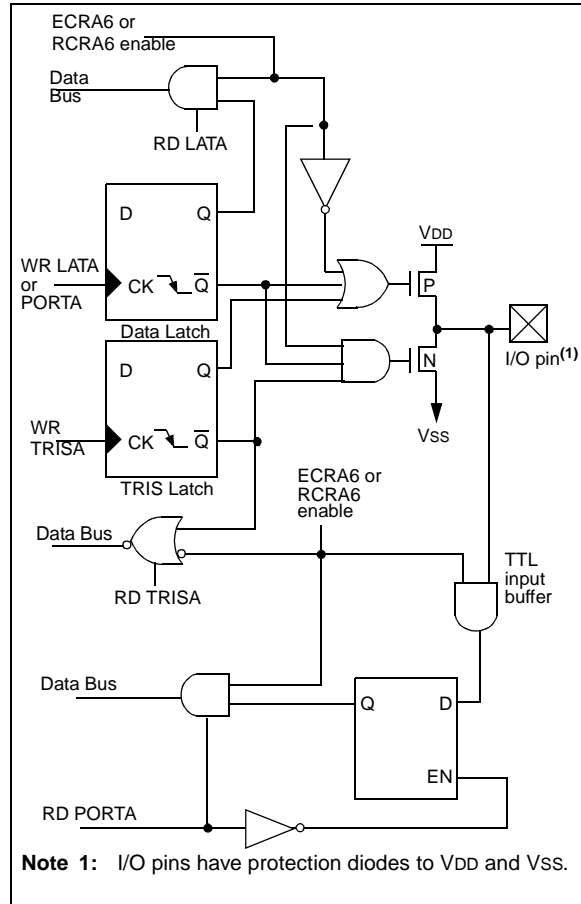 ECRA6 or
RCRA6 enable
Data
Bus
RD LATA
D Q
VDD
WR LATA
or
PORTA
CK Q
P
Data Latch
I/O pin(1)
D Q
N
WR
TRISA
CK Q
VSS
TRIS Latch
ECRA6 or
RCRA6
enable
Data Bus
TTL
input
buffer
RD TRISA
Data Bus
Q D
EN
RD PORTA
Note 1: I/O pins have protection diodes to VDD and VSS.